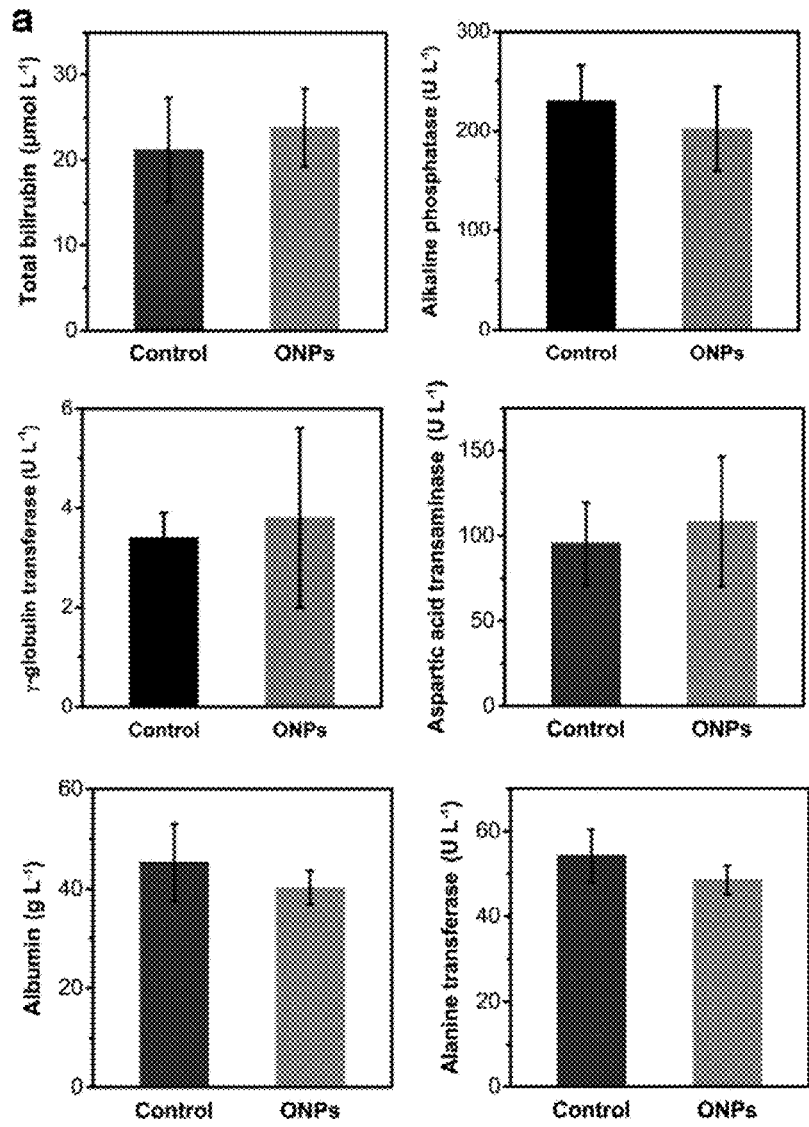 Total bilirubin (µmol L⁻¹)
30
20
10
0
Control ONPs
Alkaline phosphatase (U L⁻¹)
300
200
100
0
Control ONPs
γ-globulin transferase (U L⁻¹)
6
4
2
0
Control ONPs
Aspartic acid transaminase (U L⁻¹)
150
100
50
0
Control ONPs
Albumin (g L⁻¹)
60
40
20
0
Control ONPs
Alanine transferase (U L⁻¹)
60
40
20
0
Control ONPs